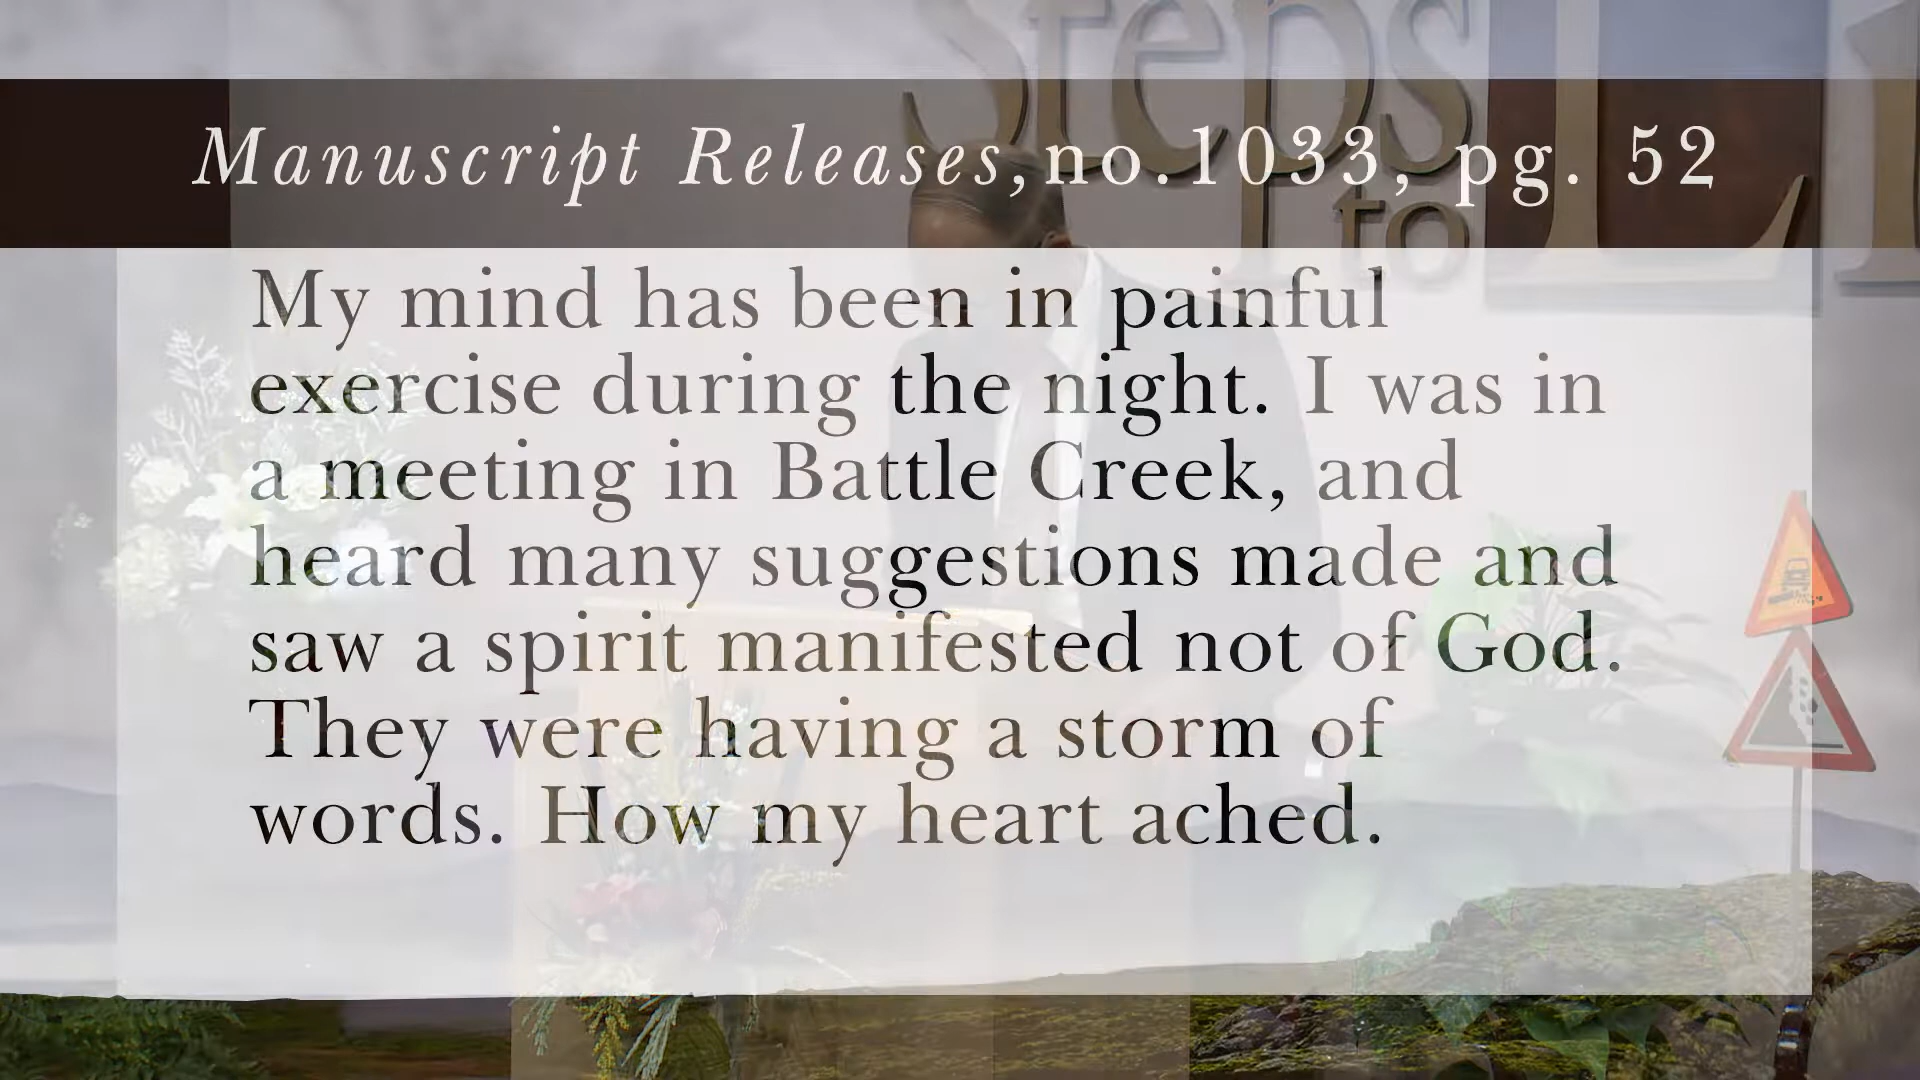 Steps
to
Manuscript Releases, no.1033, pg. 52
My mind has been in painful
exercise during the night. I was in
a meeting in Battle Creek, and
heard many suggestions made and
saw a spirit manifested not of God.
They were having a storm of
words. How my heart ached.